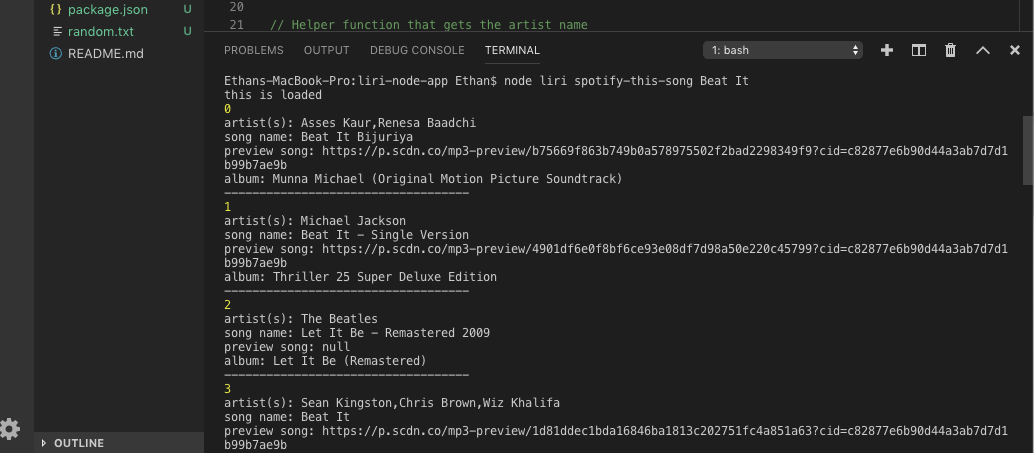 { } package.json U
random.txt U
README.md
OUTLINE
20
21 // Helper function that gets the artist name
PROBLEMS OUTPUT DEBUG CONSOLE TERMINAL 1: bash
Ethans-MacBook-Pro:liri-node-app Ethan$ node liri spotify-this-song Beat It
this is loaded
0
artist(s): Asses Kaur,Renesa Baadchi
song name: Beat It Bijuriya
preview song: https://p.scdn.co/mp3-preview/b75669f863b749b0a578975502f2bad2298349f9?cid=c82877e6b90d44a3ab7d7d1
b99b7ae9b
album: Munna Michael (Original Motion Picture Soundtrack)
-----------------------------------
1
artist(s): Michael Jackson
song name: Beat It - Single Version
preview song: https://p.scdn.co/mp3-preview/4901df6e0f8bf6ce93e08df7d98a50e220c45799?cid=c82877e6b90d44a3ab7d7d1
b99b7ae9b
album: Thriller 25 Super Deluxe Edition
-----------------------------------
2
artist(s): The Beatles
song name: Let It Be - Remastered 2009
preview song: null
album: Let It Be (Remastered)
-----------------------------------
3
artist(s): Sean Kingston,Chris Brown,Wiz Khalifa
song name: Beat It
preview song: https://p.scdn.co/mp3-preview/1d81ddec1bda16846ba1813c202751fc4a851a63?cid=c82877e6b90d44a3ab7d7d1
b99b7ae9b